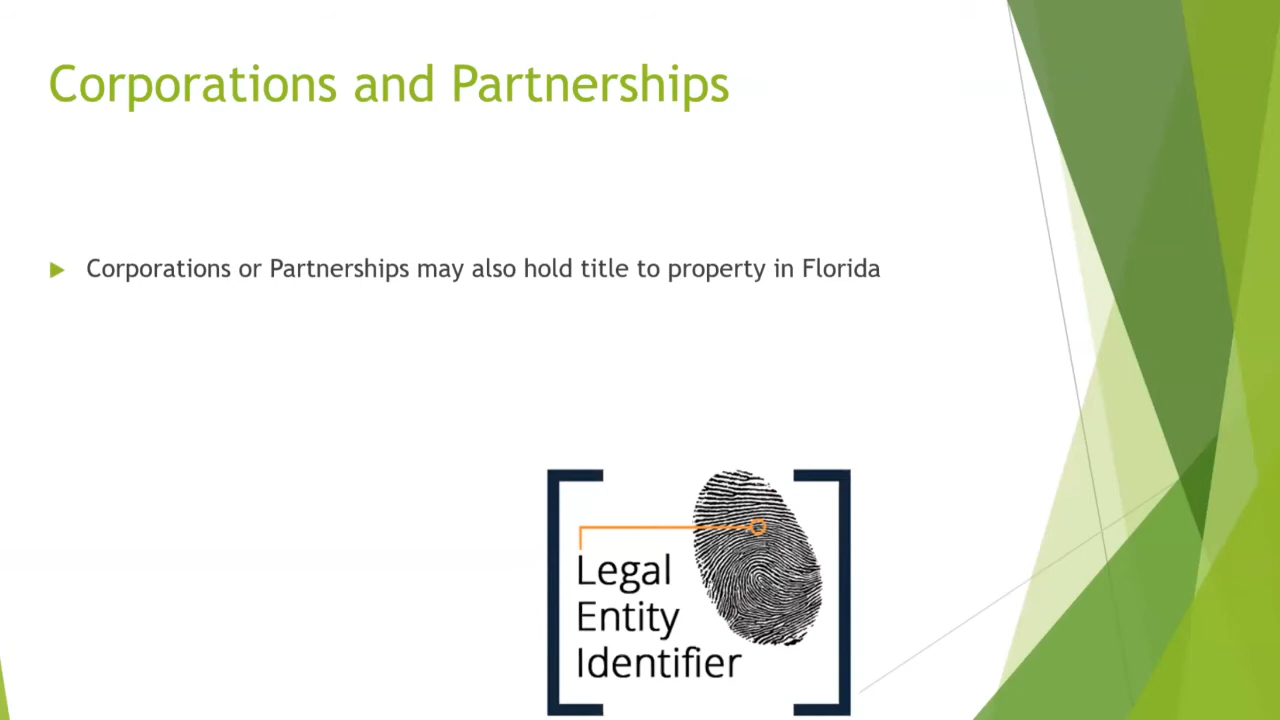 Corporations and Partnerships
Corporations or Partnerships may also hold title to property in Florida
Legal
Entity
Identifier